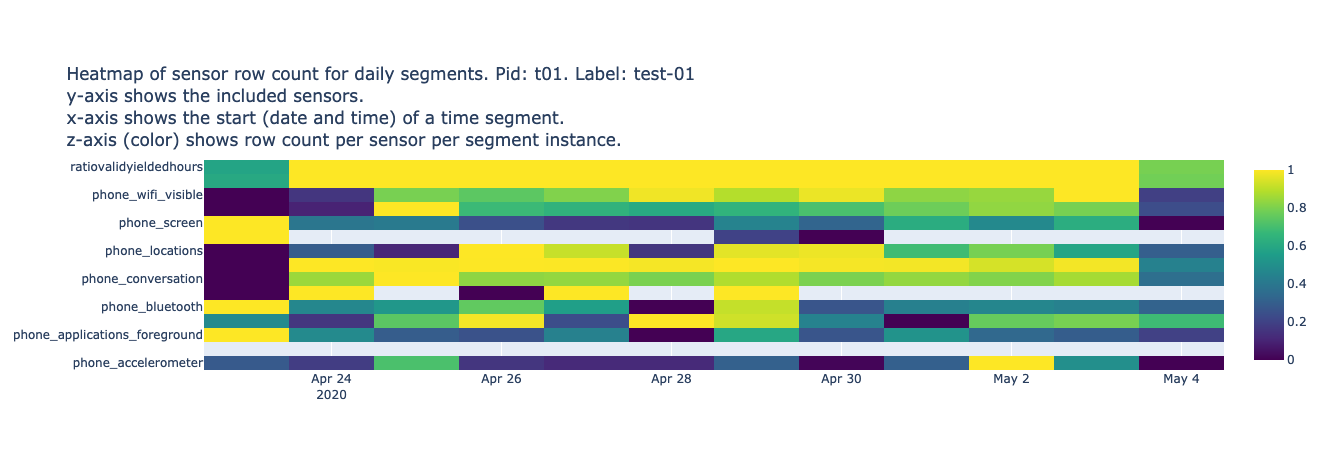 Heatmap of sensor row count for daily segments. Pid: t01. Label: test-01
y-axis shows the included sensors.
x-axis shows the start (date and time) of a time segment.
z-axis (color) shows row count per sensor per segment instance.
ratiovalidyieldedhours
phone_wifi_visible
phone_screen
phone_locations
phone_conversation
phone_bluetooth
phone_applications_foreground
phone_accelerometer
Apr 24 Apr 26 Apr 28 Apr 30 May 2 May 4
2020
1
0.8
0.6
0.4
0.2
0